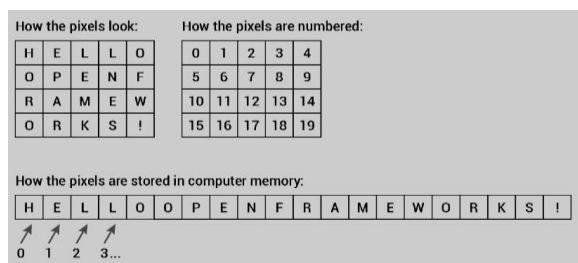 How the pixels look:
H E L L O
O P E N F
R A M E W
O R K S !
How the pixels are numbered:
0 1 2 3 4
5 6 7 8 9
10 11 12 13 14
15 16 17 18 19
How the pixels are stored in computer memory:
H E L L O O P E N F R A M E W O R K S !
0 1 2 3...